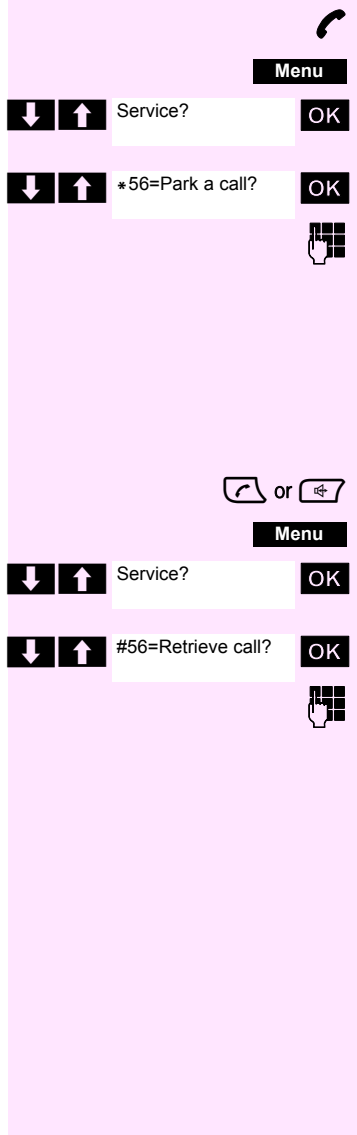 Menu
Service? OK
*56=Park a call? OK
or
Menu
Service? OK
#56=Retrieve call? OK